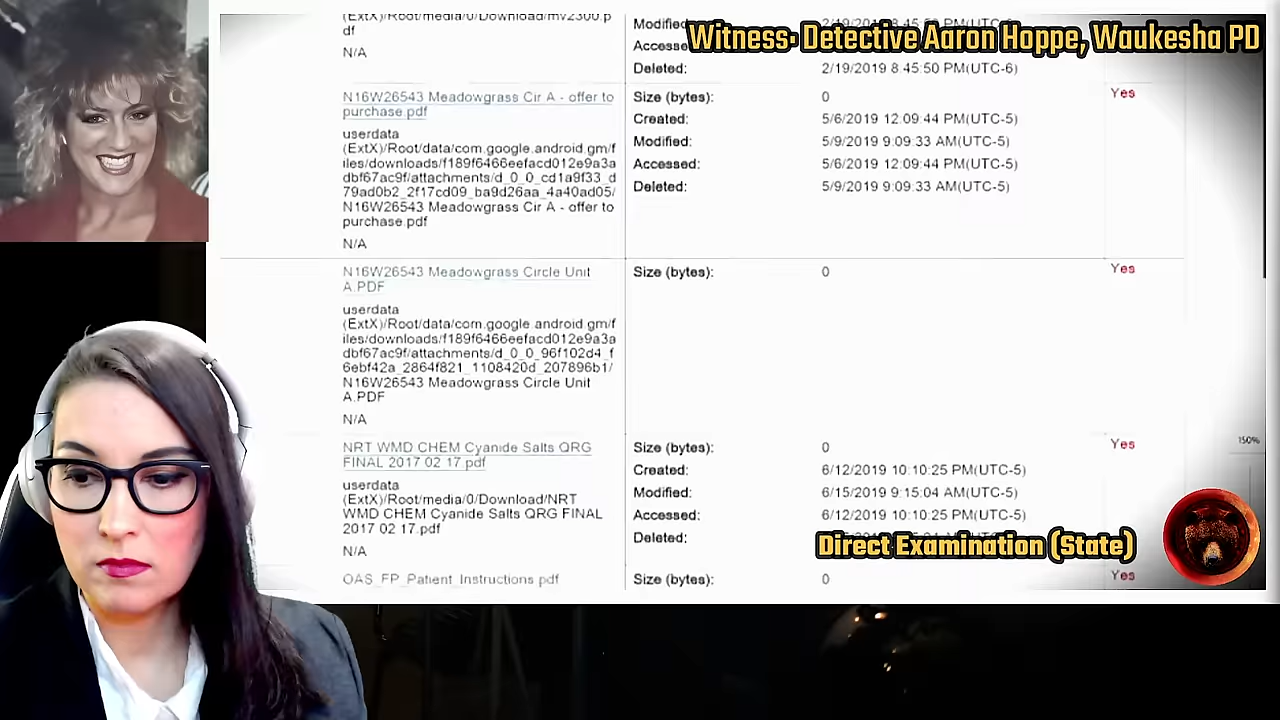 (ExtX)/Root/media/0/Download/mv2300.p
df
N/A
Modified:
Witness: Detective Aaron Hoppe, Waukesha PD
Deleted: 2/19/2019 8:45:50 PM(UTC-6)
N16W26543 Meadowgrass Cir A - offer to
purchase.pdf
userdata
(ExtX)/Root/data/com.google.android.gm/f
iles/downloads/f189f6466eefacd012e9a3a
dbf67ac9f/attachments/d_0_0_cd1a9f33_d
79ad0b2_2f17cd09_ba9d26aa_4a40ad05/
N16W26543 Meadowgrass Cir A - offer to
purchase.pdf
N/A
Size (bytes): 0
Created: 5/6/2019 12:09:44 PM(UTC-5)
Modified: 5/9/2019 9:09:33 AM(UTC-5)
Accessed: 5/6/2019 12:09:44 PM(UTC-5)
Deleted: 5/9/2019 9:09:33 AM(UTC-5)
Yes
N16W26543 Meadowgrass Circle Unit
A.PDF
userdata
(ExtX)/Root/data/com.google.android.gm/f
iles/downloads/f189f6466eefacd012e9a3a
dbf67ac9f/attachments/d_0_0_96f102d4_f
6ebf42a_2864f821_1108420d_207896b1/
N16W26543 Meadowgrass Circle Unit
A.PDF
N/A
Size (bytes): 0
Yes
NRT WMD CHEM Cyanide Salts QRG
FINAL 2017 02 17.pdf
userdata
(ExtX)/Root/media/0/Download/NRT
WMD CHEM Cyanide Salts QRG FINAL
2017 02 17.pdf
N/A
Size (bytes): 0
Created: 6/12/2019 10:10:25 PM(UTC-5)
Modified: 6/15/2019 9:15:04 AM(UTC-5)
Accessed: 6/12/2019 10:10:25 PM(UTC-5)
Deleted:
Yes
150%
Direct Examination (State)
OAS_FP_Patient_Instructions.pdf
Size (bytes): 0
Yes